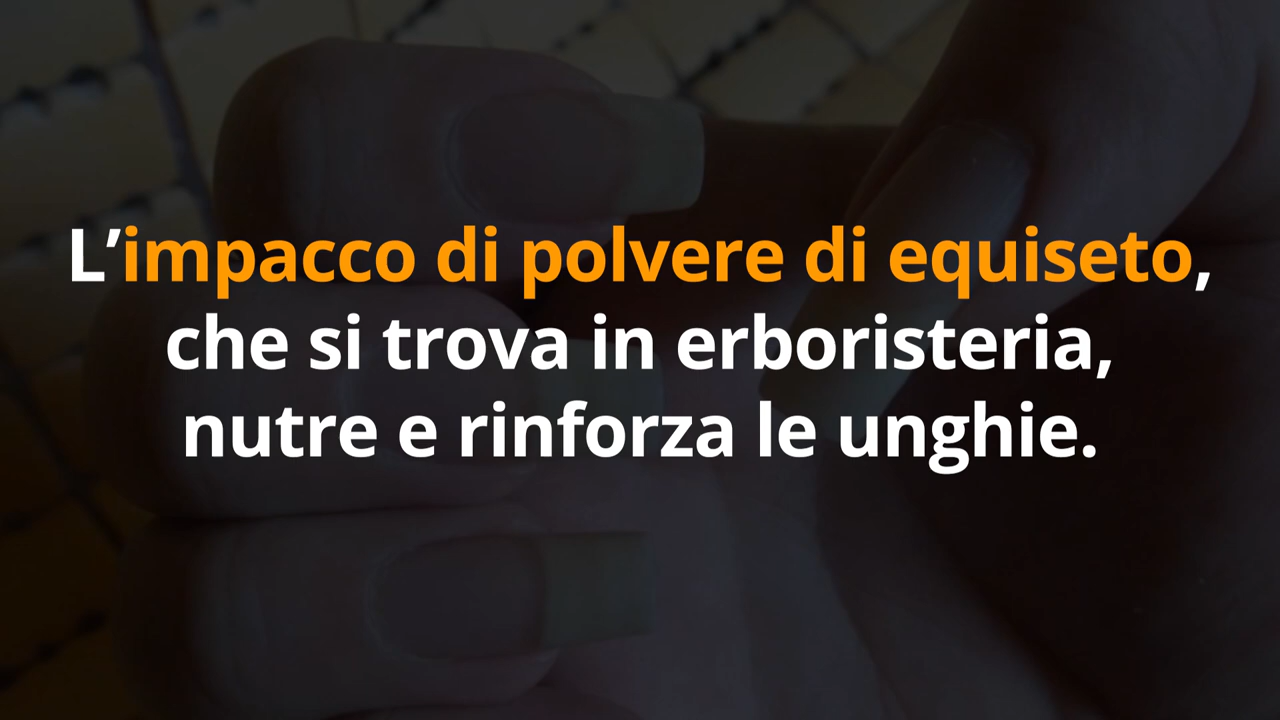 L’impacco di polvere di equiseto,
che si trova in erboristeria,
nutre e rinforza le unghie.